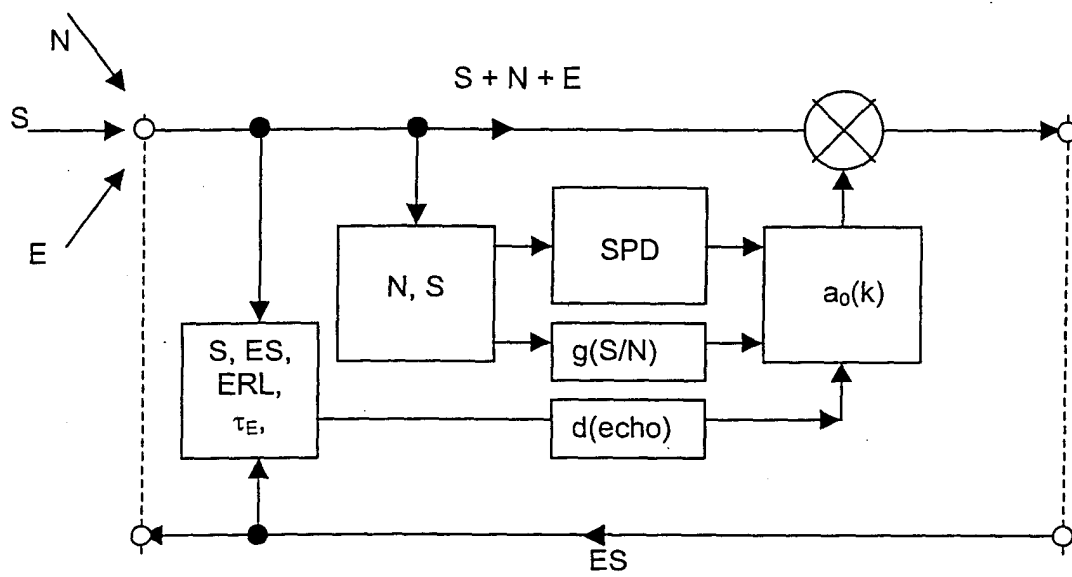 N
S + N + E
S
E
N, S
SPD
a₀(k)
g(S/N)
S, ES,
ERL,
τE,
d(echo)
ES